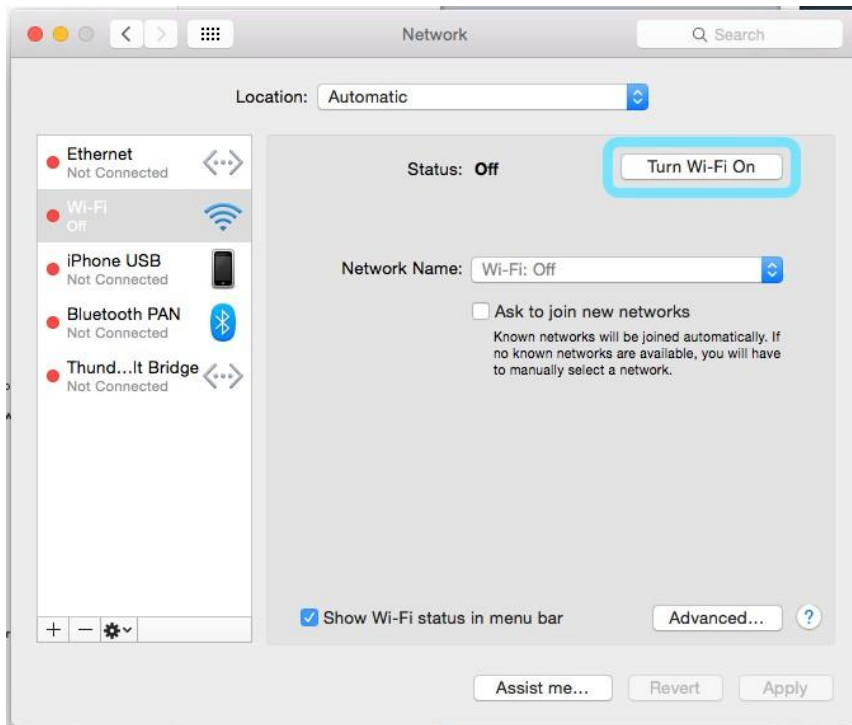 Network
Search
Location: Automatic
Ethernet
Not Connected
Wi-Fi
Off
iPhone USB
Not Connected
Bluetooth PAN
Not Connected
Thund...lt Bridge
Not Connected
Status: Off
Turn Wi-Fi On
Network Name: Wi-Fi: Off
Ask to join new networks
Known networks will be joined automatically. If
no known networks are available, you will have
to manually select a network.
Show Wi-Fi status in menu bar
Advanced...
?
Assist me...
Revert
Apply